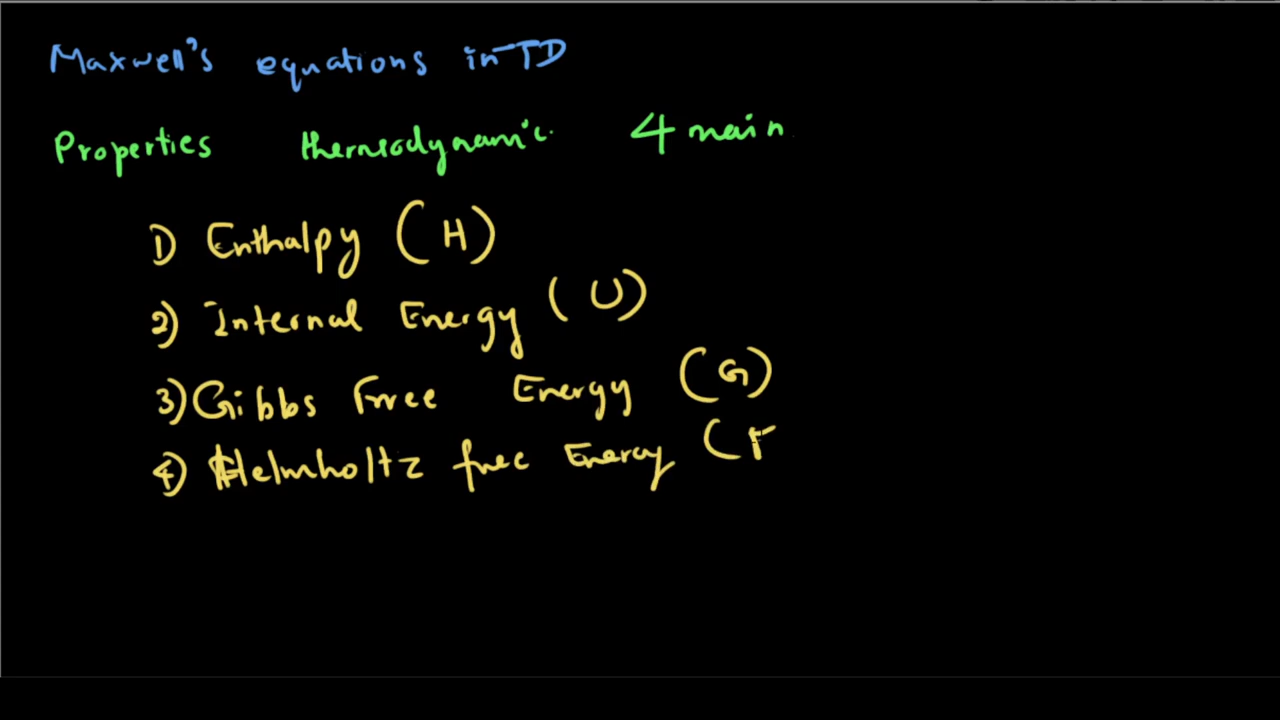 Maxwell's equations in TD
Properties thermodynamic. 4 main
1) Enthalpy (H)
2) Internal Energy (U)
3) Gibbs Free Energy (G)
4) Helmholtz free Energy (F